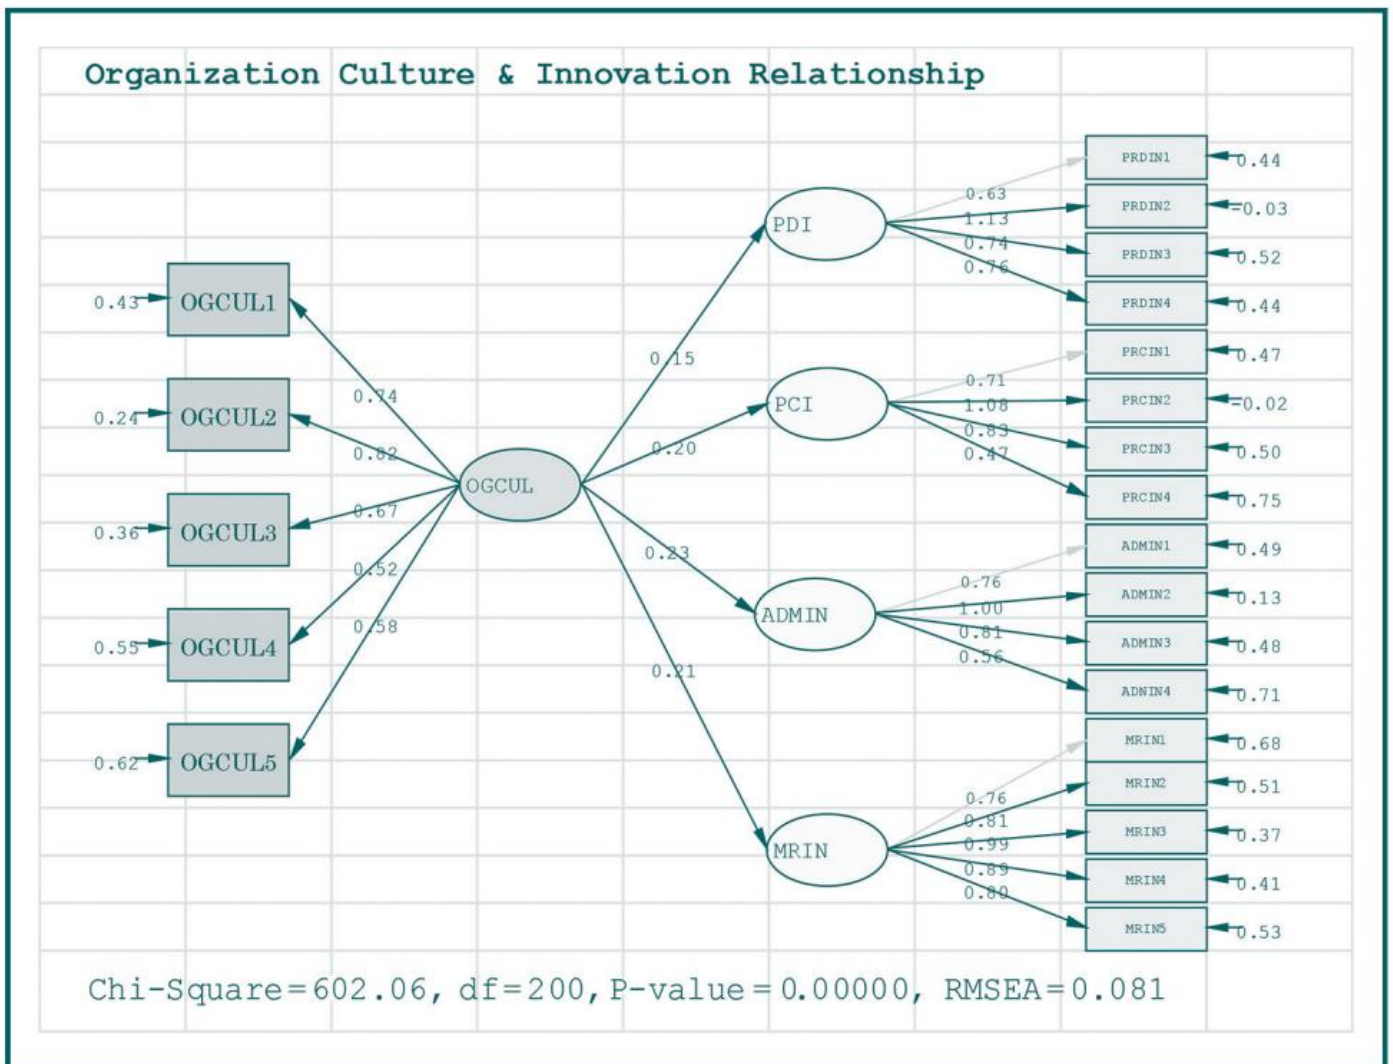 Organization Culture & Innovation Relationship
0.43
OGCUL1
0.24
OGCUL2
0.36
OGCUL3
0.55
OGCUL4
0.62
OGCUL5
0.74
0.82
0.67
0.52
0.58
OGCUL
0.15
0.20
0.23
0.21
PDI
PCI
ADMIN
MRIN
0.63
1.13
0.74
0.76
0.71
1.08
0.83
0.47
0.76
1.00
0.81
0.56
0.76
0.81
0.99
0.89
0.80
PRDIN1
0.44
PRDIN2
-0.03
PRDIN3
0.52
PRDIN4
0.44
PRCIN1
0.47
PRCIN2
-0.02
PRCIN3
0.50
PRCIN4
0.75
ADMIN1
0.49
ADMIN2
0.13
ADMIN3
0.48
ADNIN4
0.71
MRIN1
0.68
MRIN2
0.51
MRIN3
0.37
MRIN4
0.41
MRIN5
0.53
Chi-Square=602.06, df=200, P-value=0.00000, RMSEA=0.081